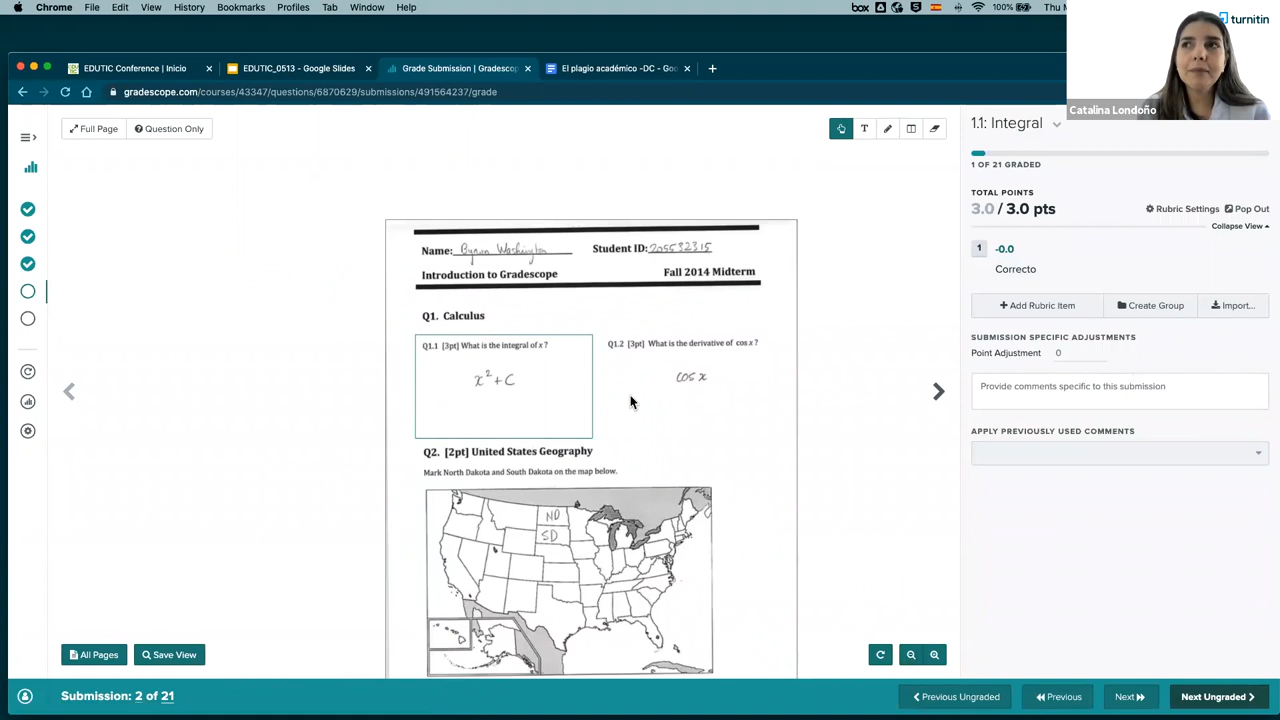 Chrome File Edit View History Bookmarks Profiles Tab Window Help
box 100% Thu
turnitin
EDUTIC Conference | Inicio
EDUTIC_0513 - Google Slides
Grade Submission | Gradescop
El plagio académico -DC - Goog
gradescope.com/courses/43347/questions/6870629/submissions/491564237/grade
Catalina Londoño
Full Page
Question Only
T
1.1: Integral
1 OF 21 GRADED
TOTAL POINTS
3.0 / 3.0 pts
Rubric Settings
Pop Out
Collapse View
1
-0.0
Correcto
+ Add Rubric Item
Create Group
Import...
SUBMISSION SPECIFIC ADJUSTMENTS
Point Adjustment 0
Provide comments specific to this submission
APPLY PREVIOUSLY USED COMMENTS
Name: Byron Washington Student ID: 205532315
Introduction to Gradescope Fall 2014 Midterm
Q1. Calculus
Q1.1 [3pt] What is the integral of x ?
x² + C
Q1.2 [3pt] What is the derivative of cos x ?
cos x
Q2. [2pt] United States Geography
Mark North Dakota and South Dakota on the map below.
ND
SD
All Pages
Save View
Submission: 2 of 21
Previous Ungraded
Previous
Next
Next Ungraded